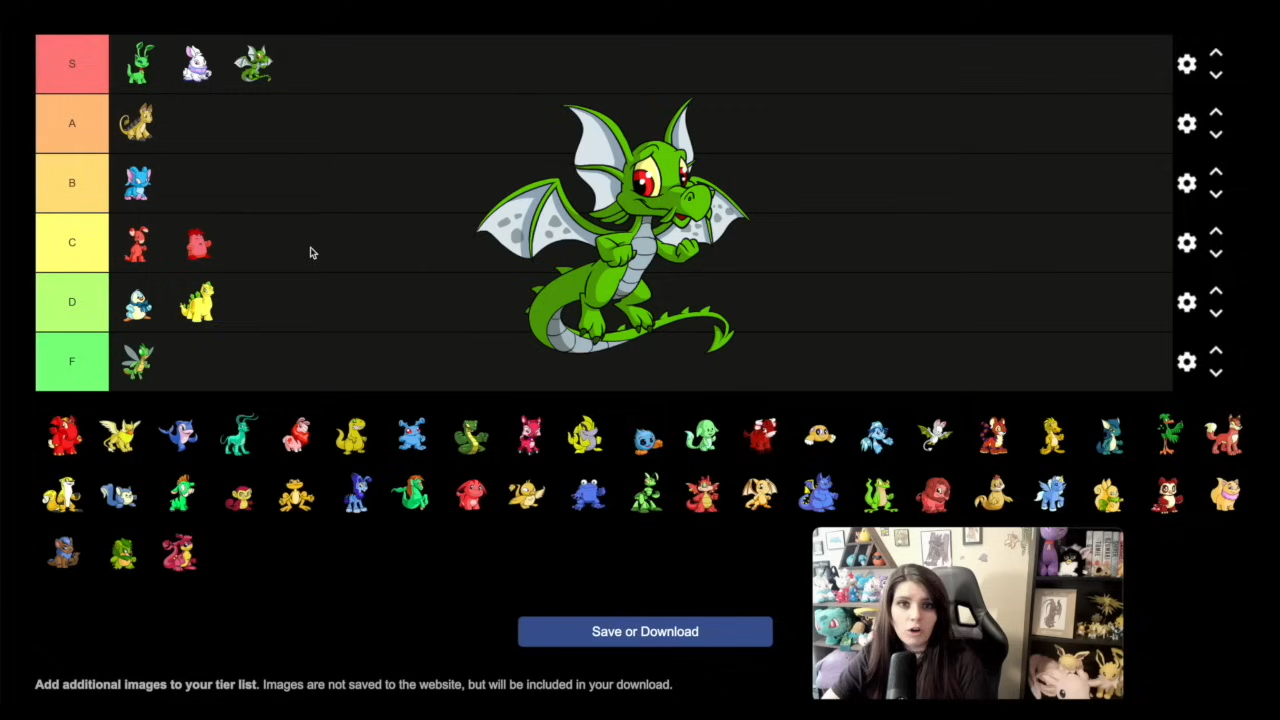 S
A
B
C
D
F
Save or Download
Add additional images to your tier list. Images are not saved to the website, but will be included in your download.